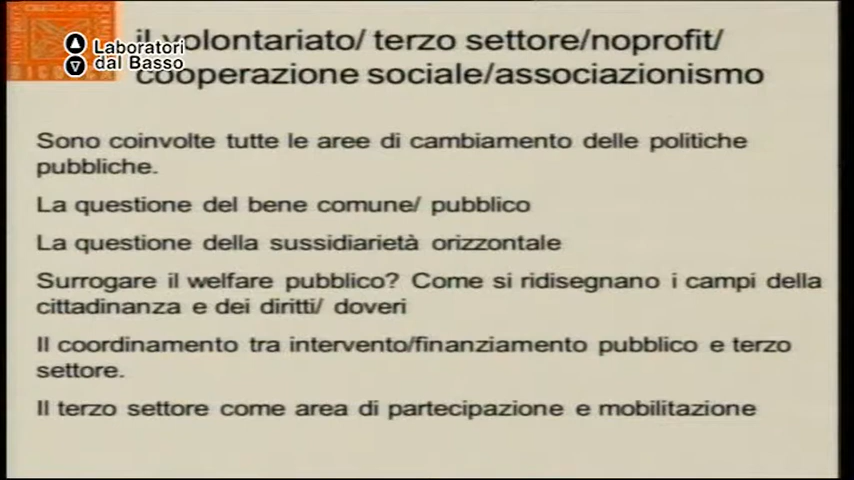 Laboratori
dal Basso
il volontariato/ terzo settore/noprofit/
cooperazione sociale/associazionismo
Sono coinvolte tutte le aree di cambiamento delle politiche
pubbliche.
La questione del bene comune/ pubblico
La questione della sussidiarietà orizzontale
Surrogare il welfare pubblico? Come si ridisegnano i campi della
cittadinanza e dei diritti/ doveri
Il coordinamento tra intervento/finanziamento pubblico e terzo
settore.
Il terzo settore come area di partecipazione e mobilitazione